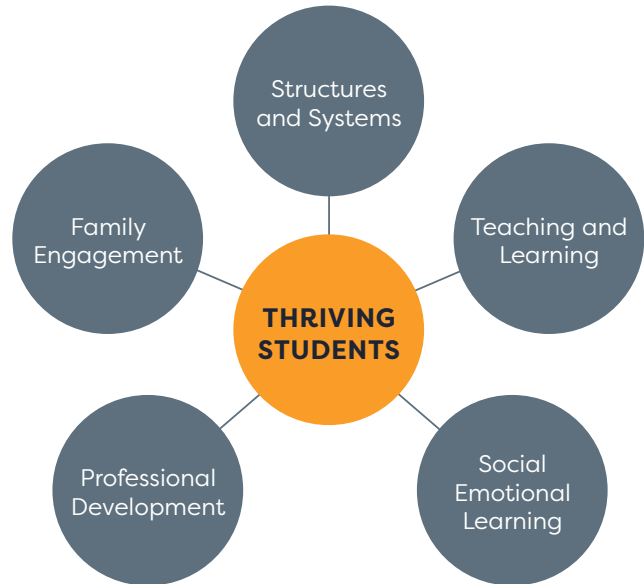 Structures
and Systems
Teaching and
Learning
Social
Emotional
Learning
Professional
Development
Family
Engagement
THRIVING
STUDENTS